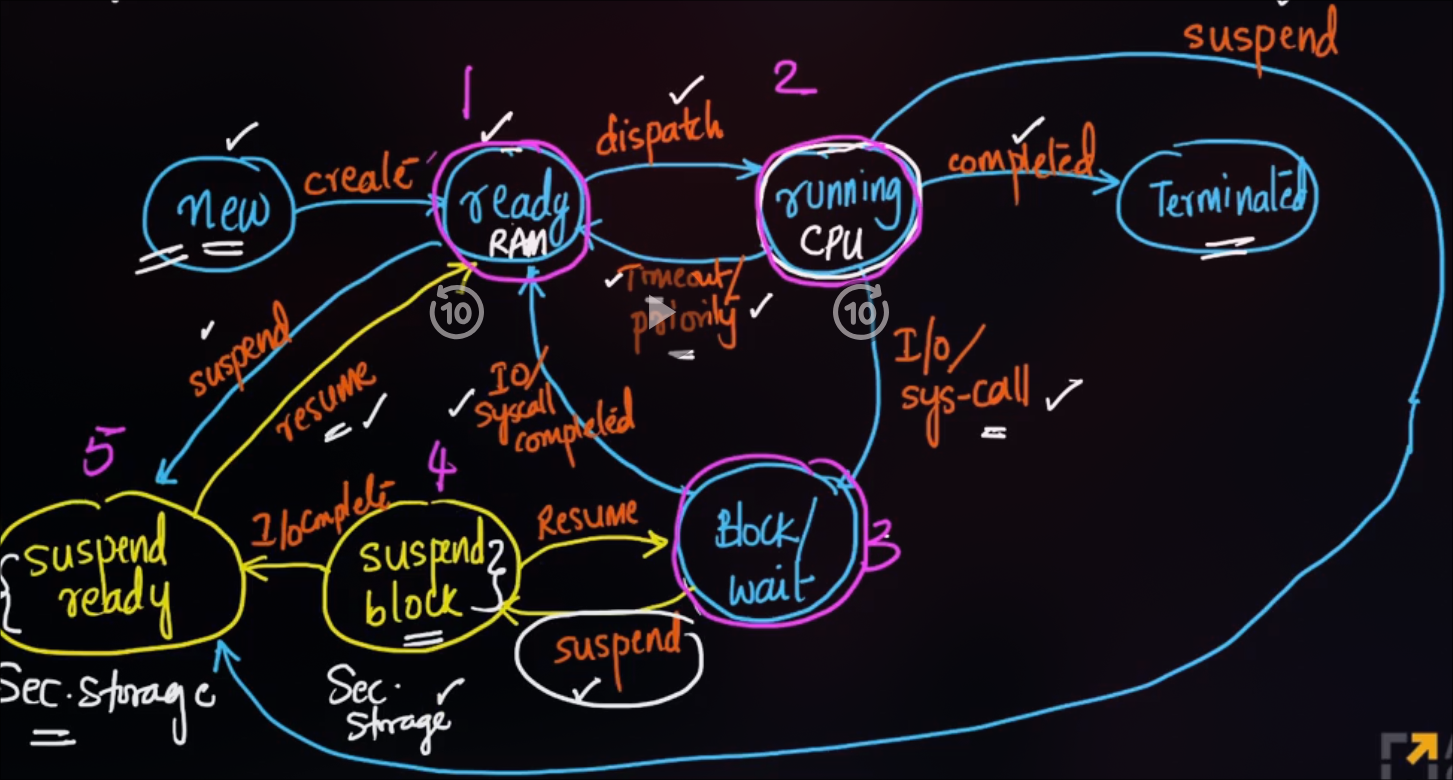 suspend
1
2
dispatch
completed
new
create
ready
RAM
running
CPU
Terminated
Timeout/
priority
10
10
suspend
resume
IO/
syscall
completed
I/O/
sys-call
5
4
3
I/O complete
Resume
suspend
ready
suspend
block
Block/
wait
suspend
Sec. Storage
Sec.
Storage